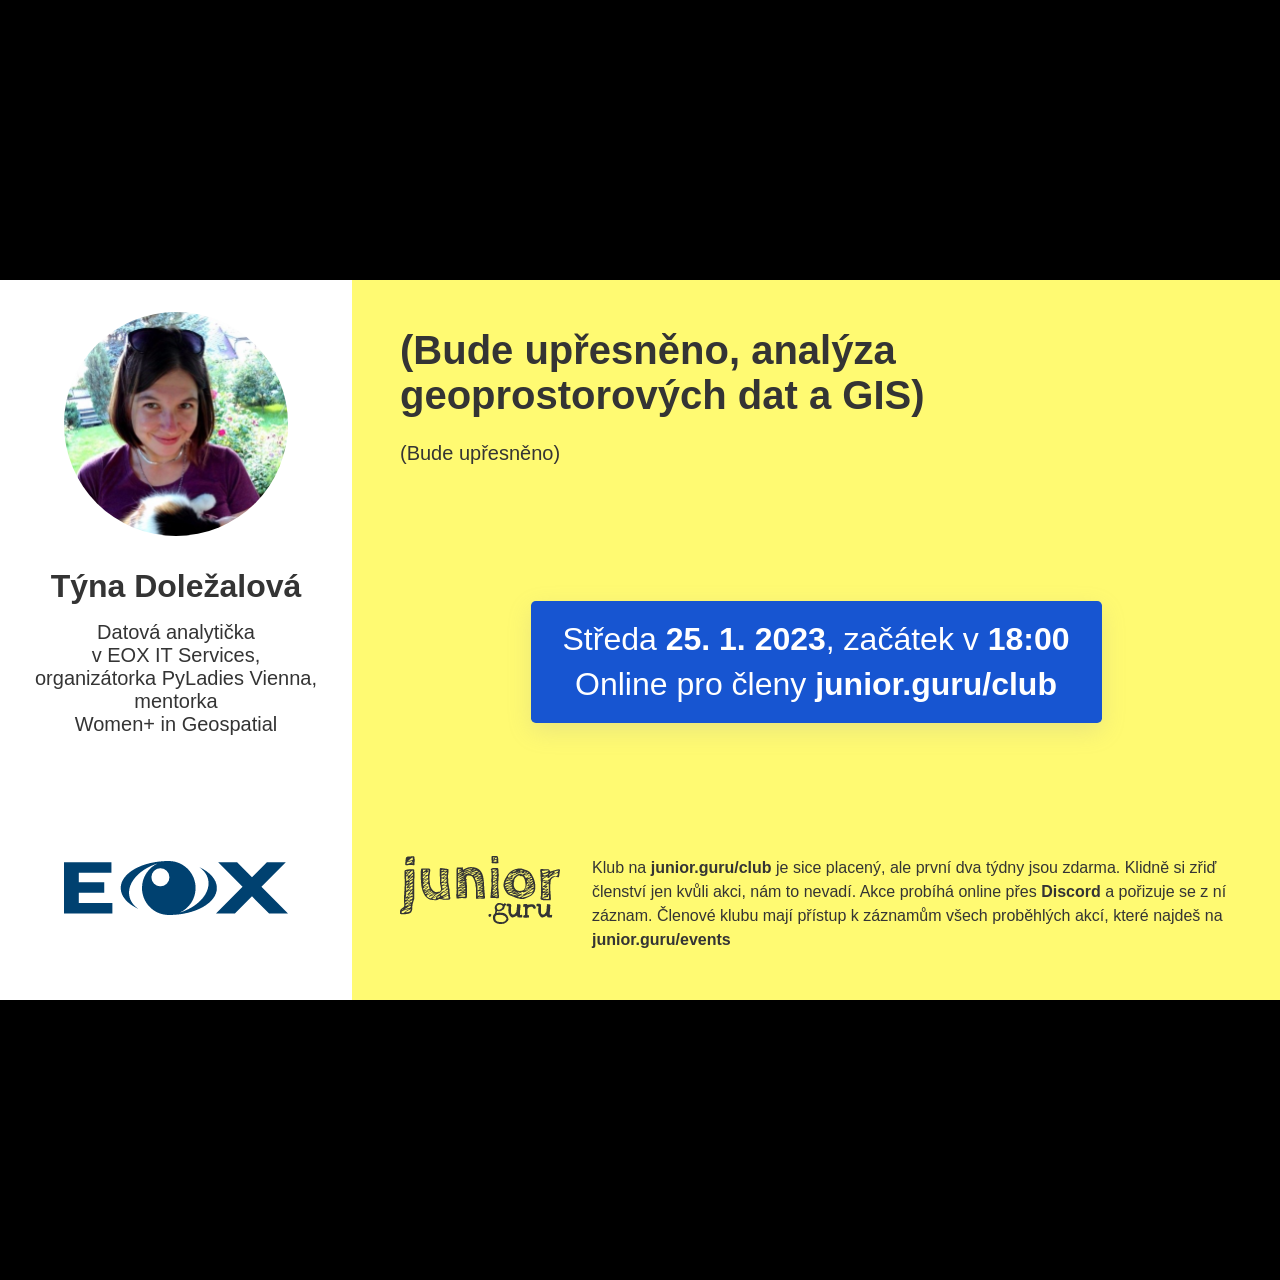 (Bude upřesněno, analýza
geoprostorových dat a GIS)
(Bude upřesněno)
Týna Doležalová
Datová analytička
v EOX IT Services,
organizátorka PyLadies Vienna,
mentorka
Women+ in Geospatial
Středa 25. 1. 2023, začátek v 18:00
Online pro členy junior.guru/club
EOX
junior
.guru
Klub na junior.guru/club je sice placený, ale první dva týdny jsou zdarma. Klidně si zřiď
členství jen kvůli akci, nám to nevadí. Akce probíhá online přes Discord a pořizuje se z ní
záznam. Členové klubu mají přístup k záznamům všech proběhlých akcí, které najdeš na
junior.guru/events